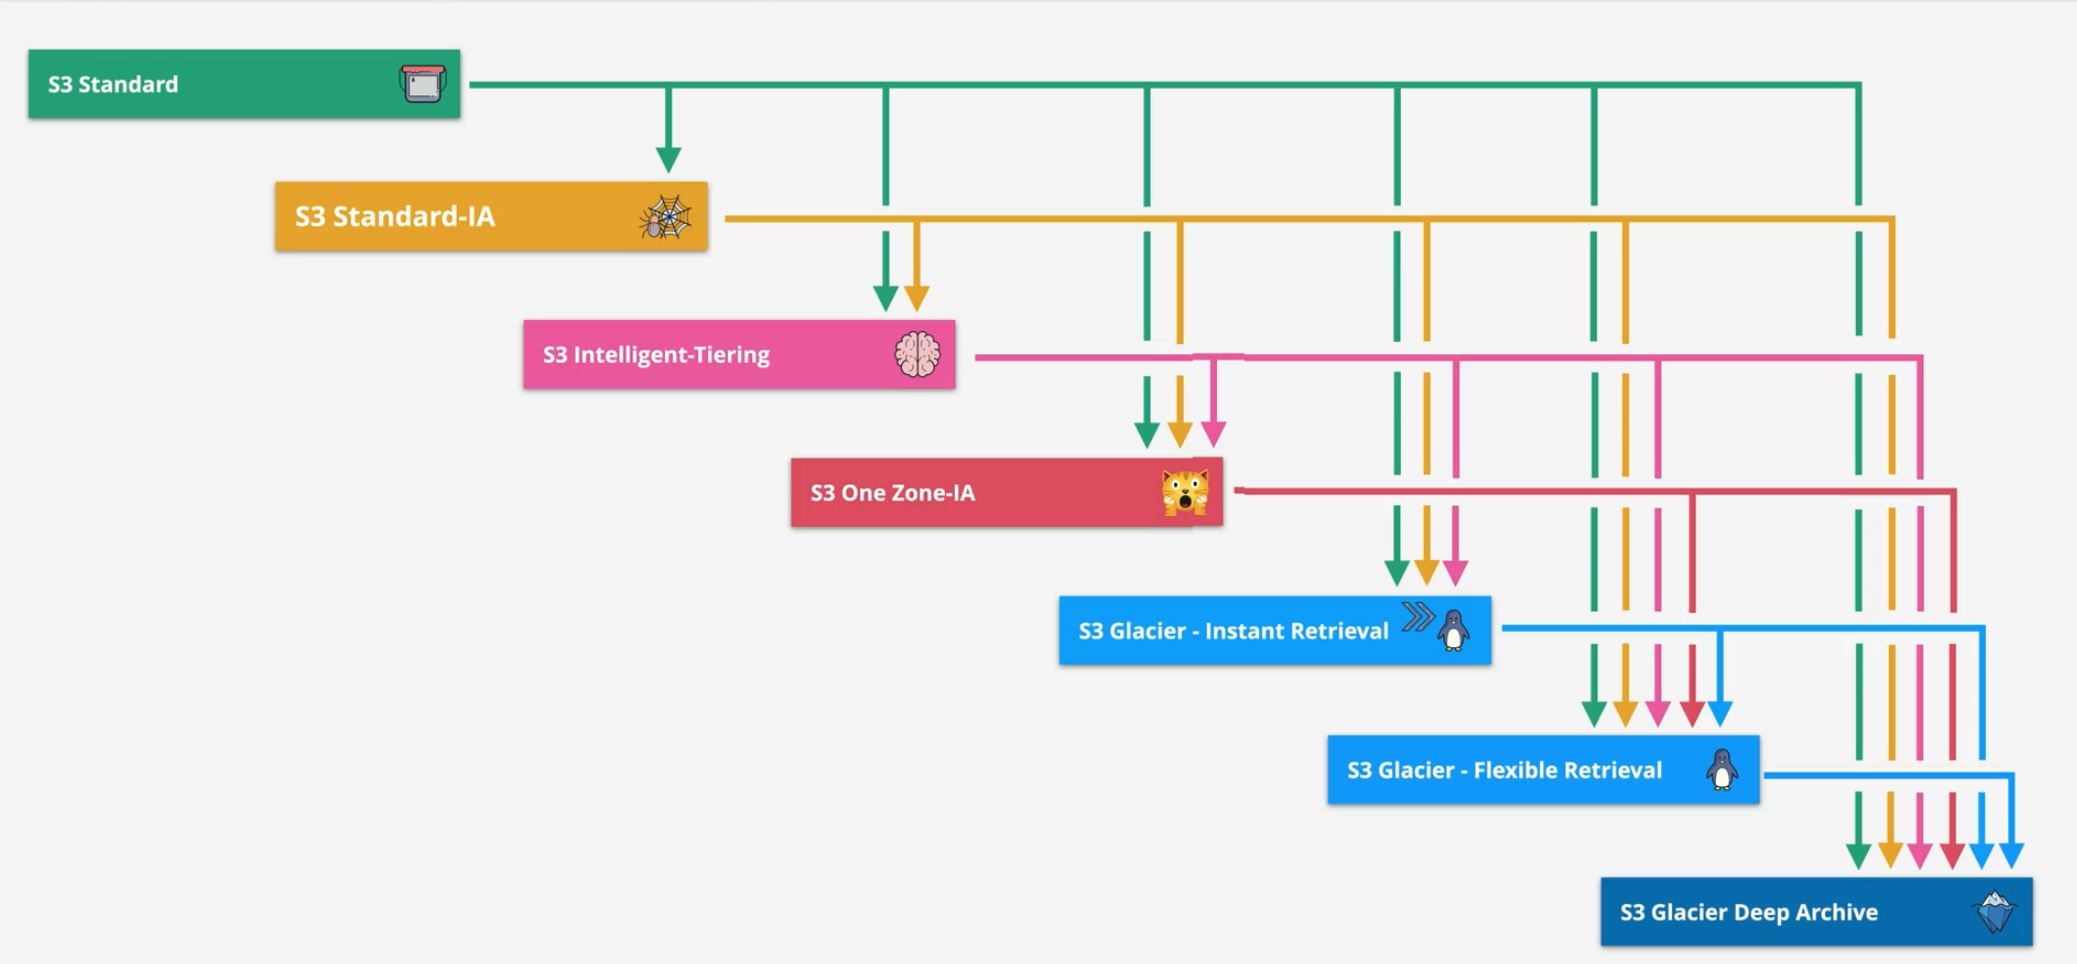 S3 Standard
S3 Standard-IA
S3 Intelligent-Tiering
S3 One Zone-IA
S3 Glacier - Instant Retrieval
S3 Glacier - Flexible Retrieval
S3 Glacier Deep Archive